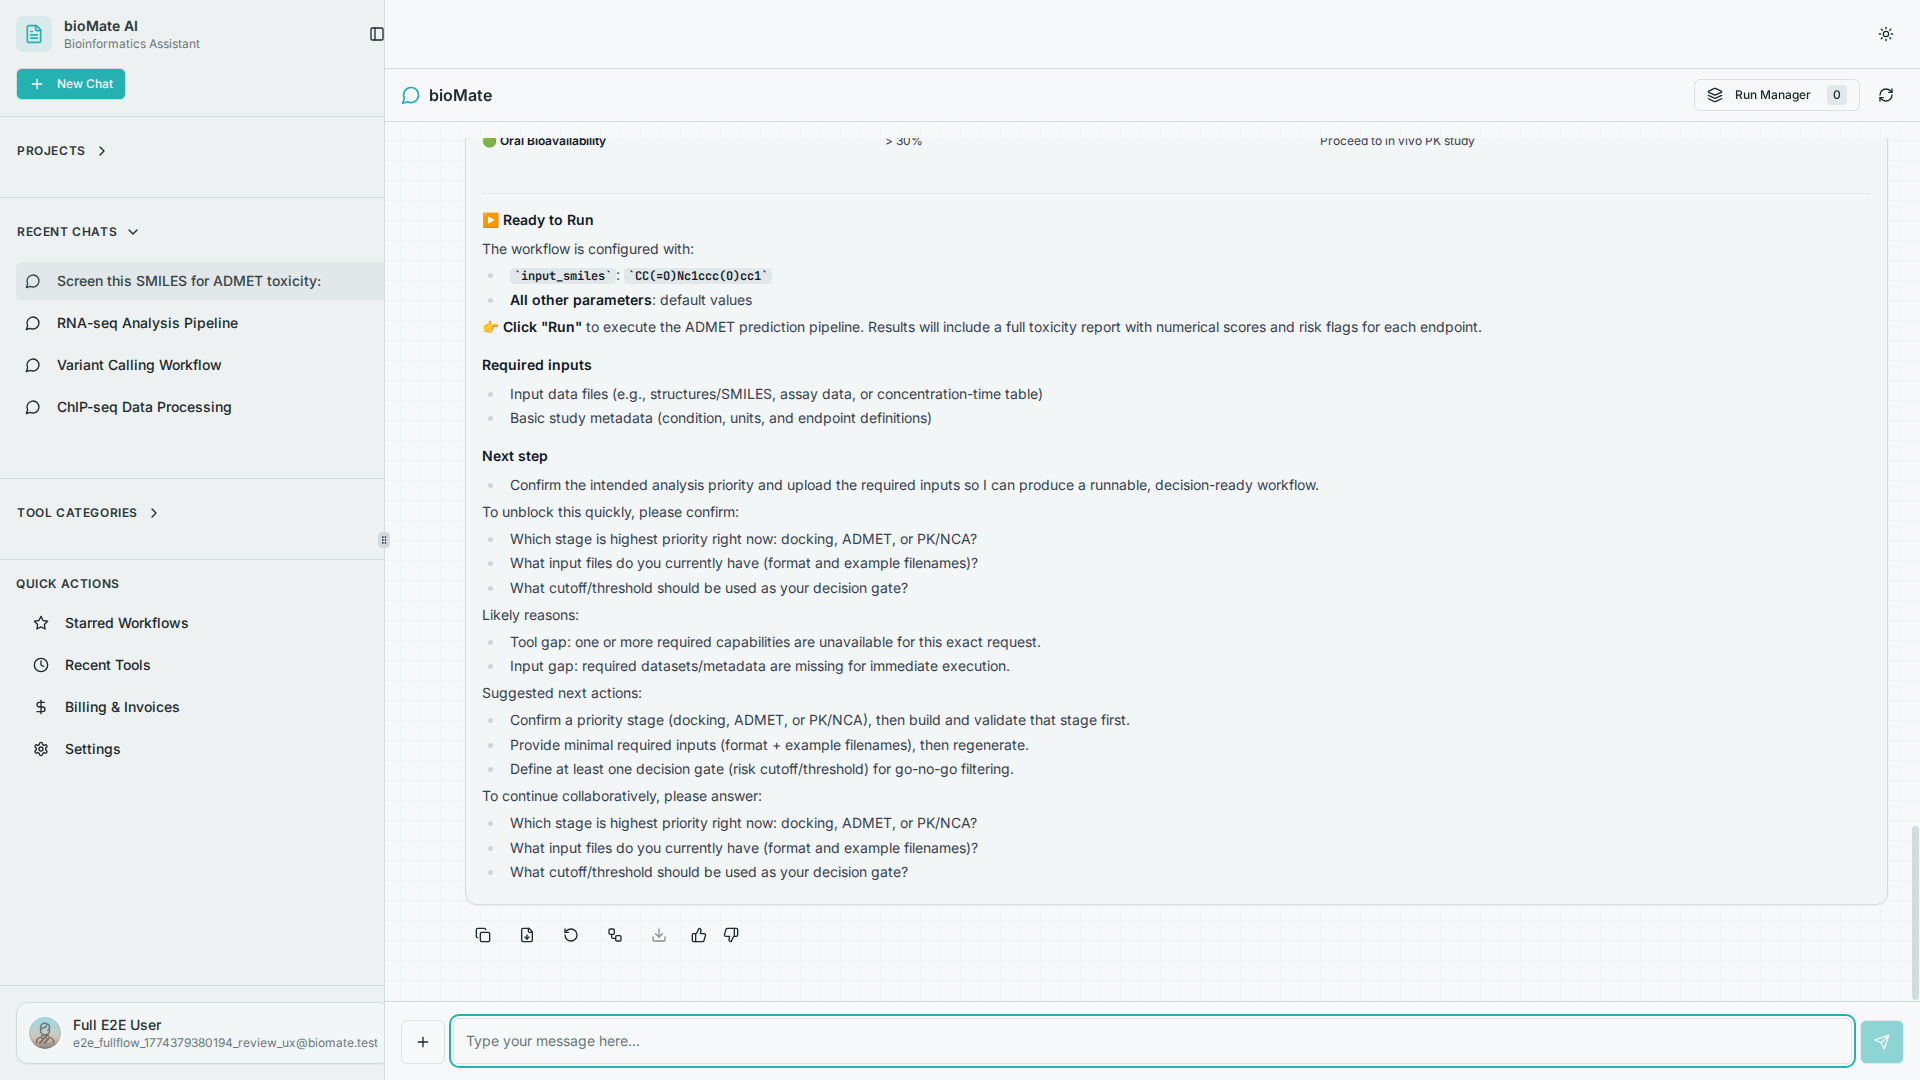 bioMate AI
Bioinformatics Assistant
New Chat
PROJECTS
RECENT CHATS
Screen this SMILES for ADMET toxicity:
RNA-seq Analysis Pipeline
Variant Calling Workflow
ChIP-seq Data Processing
TOOL CATEGORIES
QUICK ACTIONS
Starred Workflows
Recent Tools
Billing & Invoices
Settings
Full E2E User
e2e_fullflow_1774379380194_review_ux@biomate.test
bioMate
Run Manager 0
Oral Bioavailability > 30% Proceed to in vivo PK study
Ready to Run
The workflow is configured with:
`input_smiles`: `CC(=O)Nc1ccc(O)cc1`
All other parameters: default values
👉 Click "Run" to execute the ADMET prediction pipeline. Results will include a full toxicity report with numerical scores and risk flags for each endpoint.
Required inputs
Input data files (e.g., structures/SMILES, assay data, or concentration-time table)
Basic study metadata (condition, units, and endpoint definitions)
Next step
Confirm the intended analysis priority and upload the required inputs so I can produce a runnable, decision-ready workflow.
To unblock this quickly, please confirm:
Which stage is highest priority right now: docking, ADMET, or PK/NCA?
What input files do you currently have (format and example filenames)?
What cutoff/threshold should be used as your decision gate?
Likely reasons:
Tool gap: one or more required capabilities are unavailable for this exact request.
Input gap: required datasets/metadata are missing for immediate execution.
Suggested next actions:
Confirm a priority stage (docking, ADMET, or PK/NCA), then build and validate that stage first.
Provide minimal required inputs (format + example filenames), then regenerate.
Define at least one decision gate (risk cutoff/threshold) for go-no-go filtering.
To continue collaboratively, please answer:
Which stage is highest priority right now: docking, ADMET, or PK/NCA?
What input files do you currently have (format and example filenames)?
What cutoff/threshold should be used as your decision gate?
Type your message here...